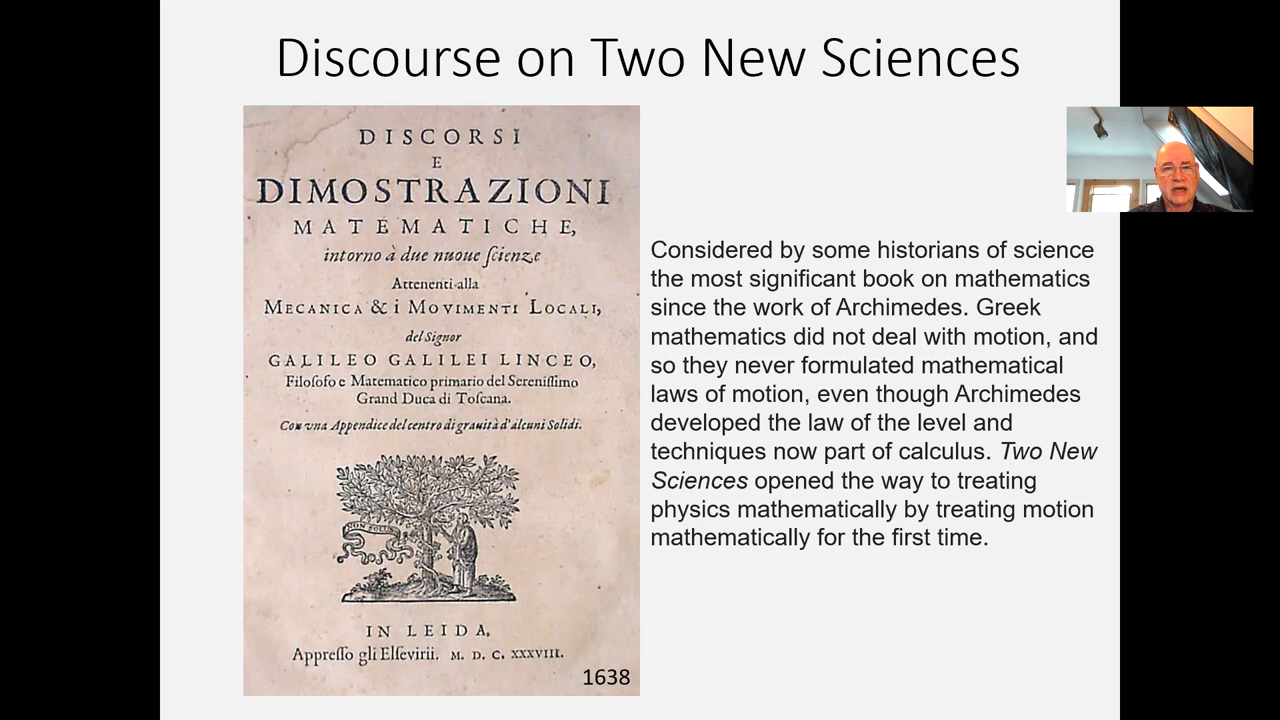 Discourse on Two New Sciences
DISCORSI
E
DIMOSTRAZIONI
MATEMATICHE,
intorno à due nuoue ſcienze
Attenenti alla
MECANICA & i MOVIMENTI LOCALI,
del Signor
GALILEO GALILEI LINCEO,
Filoſofo e Matematico primario del Sereniſſimo
Grand Duca di Toſcana.
Con vna Appendice del centro di grauità d'alcuni Solidi.
NON SOLUS
IN LEIDA,
Appreſſo gli Elſevirii. M. D. C. XXXVIII.
1638
Considered by some historians of science
the most significant book on mathematics
since the work of Archimedes. Greek
mathematics did not deal with motion, and
so they never formulated mathematical
laws of motion, even though Archimedes
developed the law of the level and
techniques now part of calculus. Two New
Sciences opened the way to treating
physics mathematically by treating motion
mathematically for the first time.